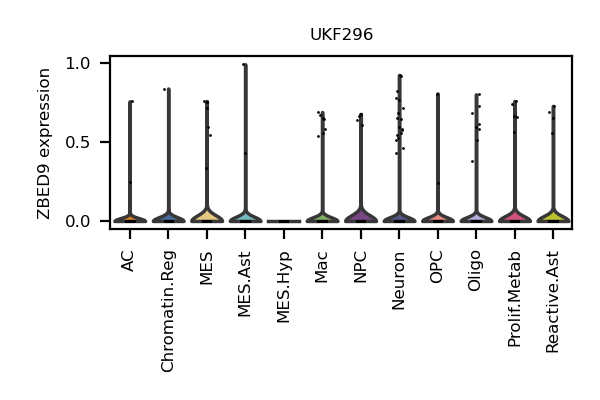 UKF296
ZBED9 expression
1.0
0.5
0.0
AC
Chromatin.Reg
MES
MES.Ast
MES.Hyp
Mac
NPC
Neuron
OPC
Oligo
Prolif.Metab
Reactive.Ast